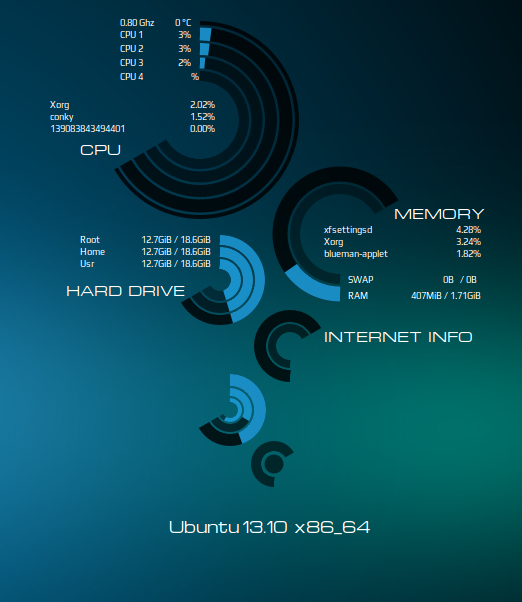 0.80 Ghz 0 °C
CPU 1 3%
CPU 2 3%
CPU 3 2%
CPU 4 %
Xorg 2.02%
conky 1.52%
139083843494401 0.00%
CPU
MEMORY
xfsettingsd 4.28%
Xorg 3.24%
blueman-applet 1.82%
SWAP 0B / 0B
RAM 407MiB / 1.71GiB
Root 12.7GiB / 18.6GiB
Home 12.7GiB / 18.6GiB
Usr 12.7GiB / 18.6GiB
HARD DRIVE
INTERNET INFO
Ubuntu 13.10 x86_64